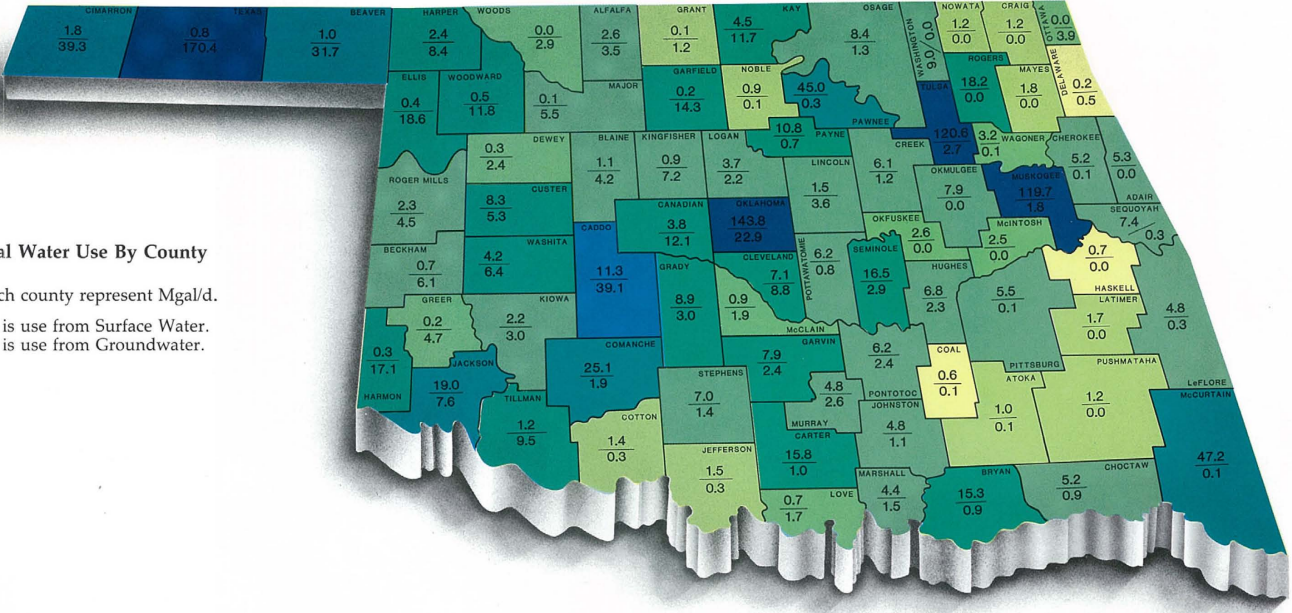 CIMARRON
1.8
39.3
TEXAS
0.8
170.4
BEAVER
1.0
31.7
HARPER
2.4
8.4
WOODS
0.0
2.9
ALFALFA
2.6
3.5
GRANT
0.1
1.2
KAY
4.5
11.7
OSAGE
8.4
1.3
WASHINGTON
9.0/0.0
NOWATA
1.2
0.0
CRAIG
1.2
0.0
OTTAWA
0.0
3.9
ELLIS
0.4
18.6
WOODWARD
0.5
11.8
MAJOR
0.1
5.5
GARFIELD
0.2
14.3
NOBLE
0.9
0.1
PAWNEE
45.0
0.3
TULSA
120.6
2.7
ROGERS
18.2
0.0
MAYES
1.8
0.0
DELAWARE
0.2
0.5
DEWEY
0.3
2.4
BLAINE
1.1
4.2
KINGFISHER
0.9
7.2
LOGAN
3.7
2.2
PAYNE
10.8
0.7
LINCOLN
1.5
3.6
CREEK
6.1
1.2
OKMULGEE
7.9
0.0
WAGONER
3.2
0.1
CHEROKEE
5.2
0.1
ADAIR
5.3
0.0
ROGER MILLS
2.3
4.5
CUSTER
8.3
5.3
CANADIAN
3.8
12.1
OKLAHOMA
143.8
22.9
OKFUSKEE
2.6
0.0
McINTOSH
2.5
0.0
MUSKOGEE
119.7
1.8
SEQUOYAH
7.4
0.3
al Water Use By County
ch county represent Mgal/d.
is use from Surface Water.
is use from Groundwater.
BECKHAM
0.7
6.1
WASHITA
4.2
6.4
CADDO
11.3
39.1
GRADY
8.9
3.0
CLEVELAND
7.1
8.8
POTTAWATOMIE
6.2
0.8
SEMINOLE
16.5
2.9
HUGHES
6.8
2.3
PITTSBURG
5.5
0.1
HASKELL
0.7
0.0
LATIMER
1.7
0.0
LeFLORE
4.8
0.3
GREER
0.2
4.7
KIOWA
2.2
3.0
McCLAIN
0.9
1.9
GARVIN
7.9
2.4
PONTOTOC
6.2
2.4
COAL
0.6
0.1
HARMON
0.3
17.1
JACKSON
19.0
7.6
TILLMAN
1.2
9.5
COMANCHE
25.1
1.9
STEPHENS
7.0
1.4
MURRAY
4.8
2.6
JOHNSTON
4.8
1.1
ATOKA
1.0
0.1
PUSHMATAHA
1.2
0.0
McCURTAIN
47.2
0.1
COTTON
1.4
0.3
JEFFERSON
1.5
0.3
CARTER
15.8
1.0
LOVE
0.7
1.7
MARSHALL
4.4
1.5
BRYAN
15.3
0.9
CHOCTAW
5.2
0.9